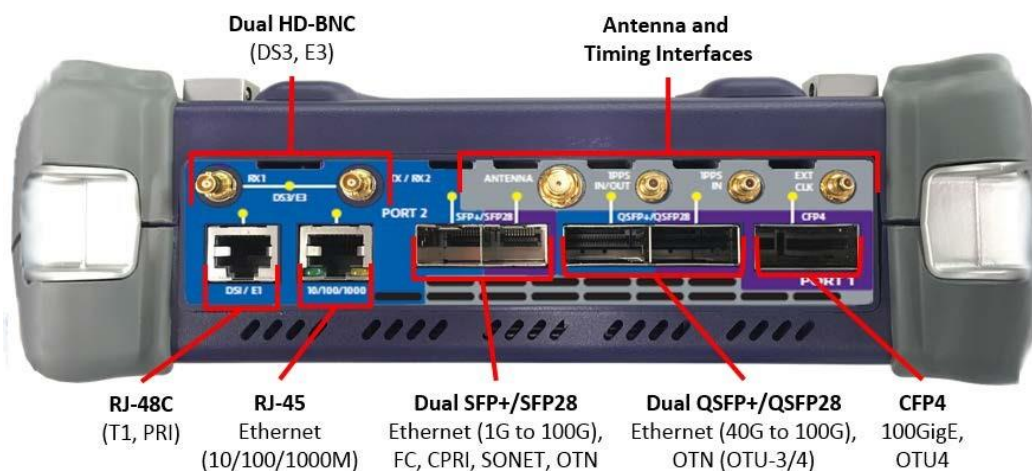 Dual HD-BNC
(DS3, E3)
Antenna and
Timing Interfaces
RX1
DS3/E3
TX / RX2
ANTENNA
1PPS
IN/OUT
1PPS
IN
EXT
CLK
PORT 2
SFP+/SFP28
QSFP+/QSFP28
CFP4
DS1/ E1
10/100/1000
PORT 1
RJ-48C
(T1, PRI)
RJ-45
Ethernet
(10/100/1000M)
Dual SFP+/SFP28
Ethernet (1G to 100G),
FC, CPRI, SONET, OTN
Dual QSFP+/QSFP28
Ethernet (40G to 100G),
OTN (OTU-3/4)
CFP4
100GigE,
OTU4